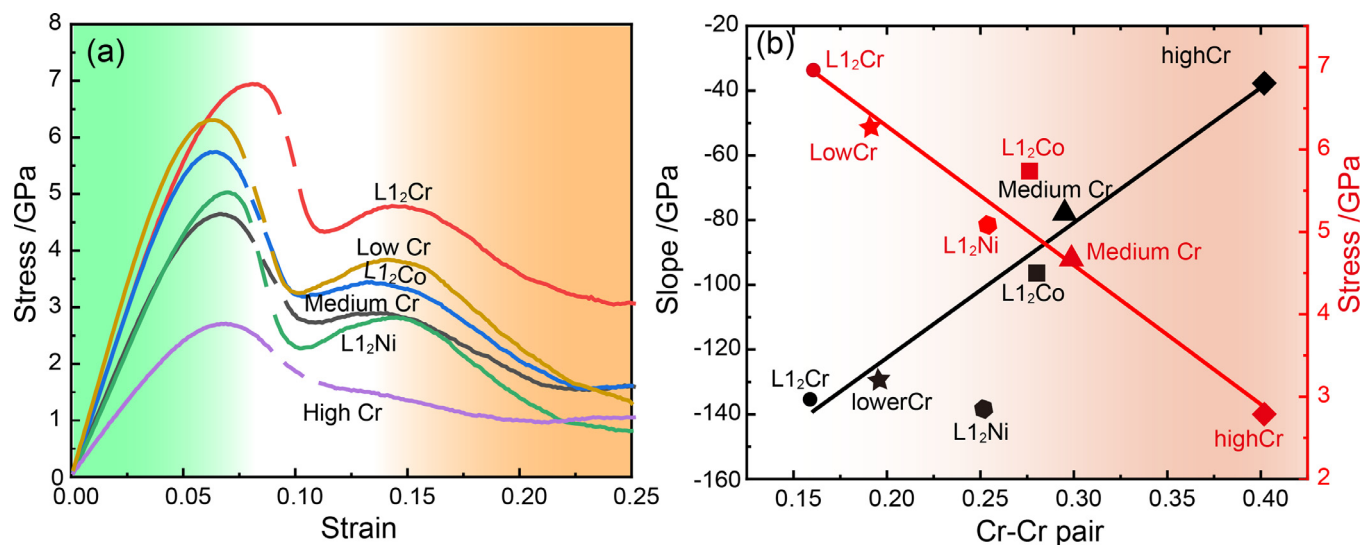 (a)
8
7
6
5
4
3
2
1
0
Stress /GPa
0.00
0.05
0.10
0.15
0.20
0.25
Strain
L1₂Cr
Low Cr
L1₂Co
Medium Cr
L1₂Ni
High Cr
(b)
-20
-40
-60
-80
-100
-120
-140
-160
Slope /GPa
0.15
0.20
0.25
0.30
0.35
0.40
Cr-Cr pair
7
6
5
4
3
2
Stress /GPa
L1₂Cr
highCr
LowCr
L1₂Co
Medium Cr
L1₂Ni
Medium Cr
L1₂Co
L1₂Cr
lowerCr
L1₂Ni
highCr